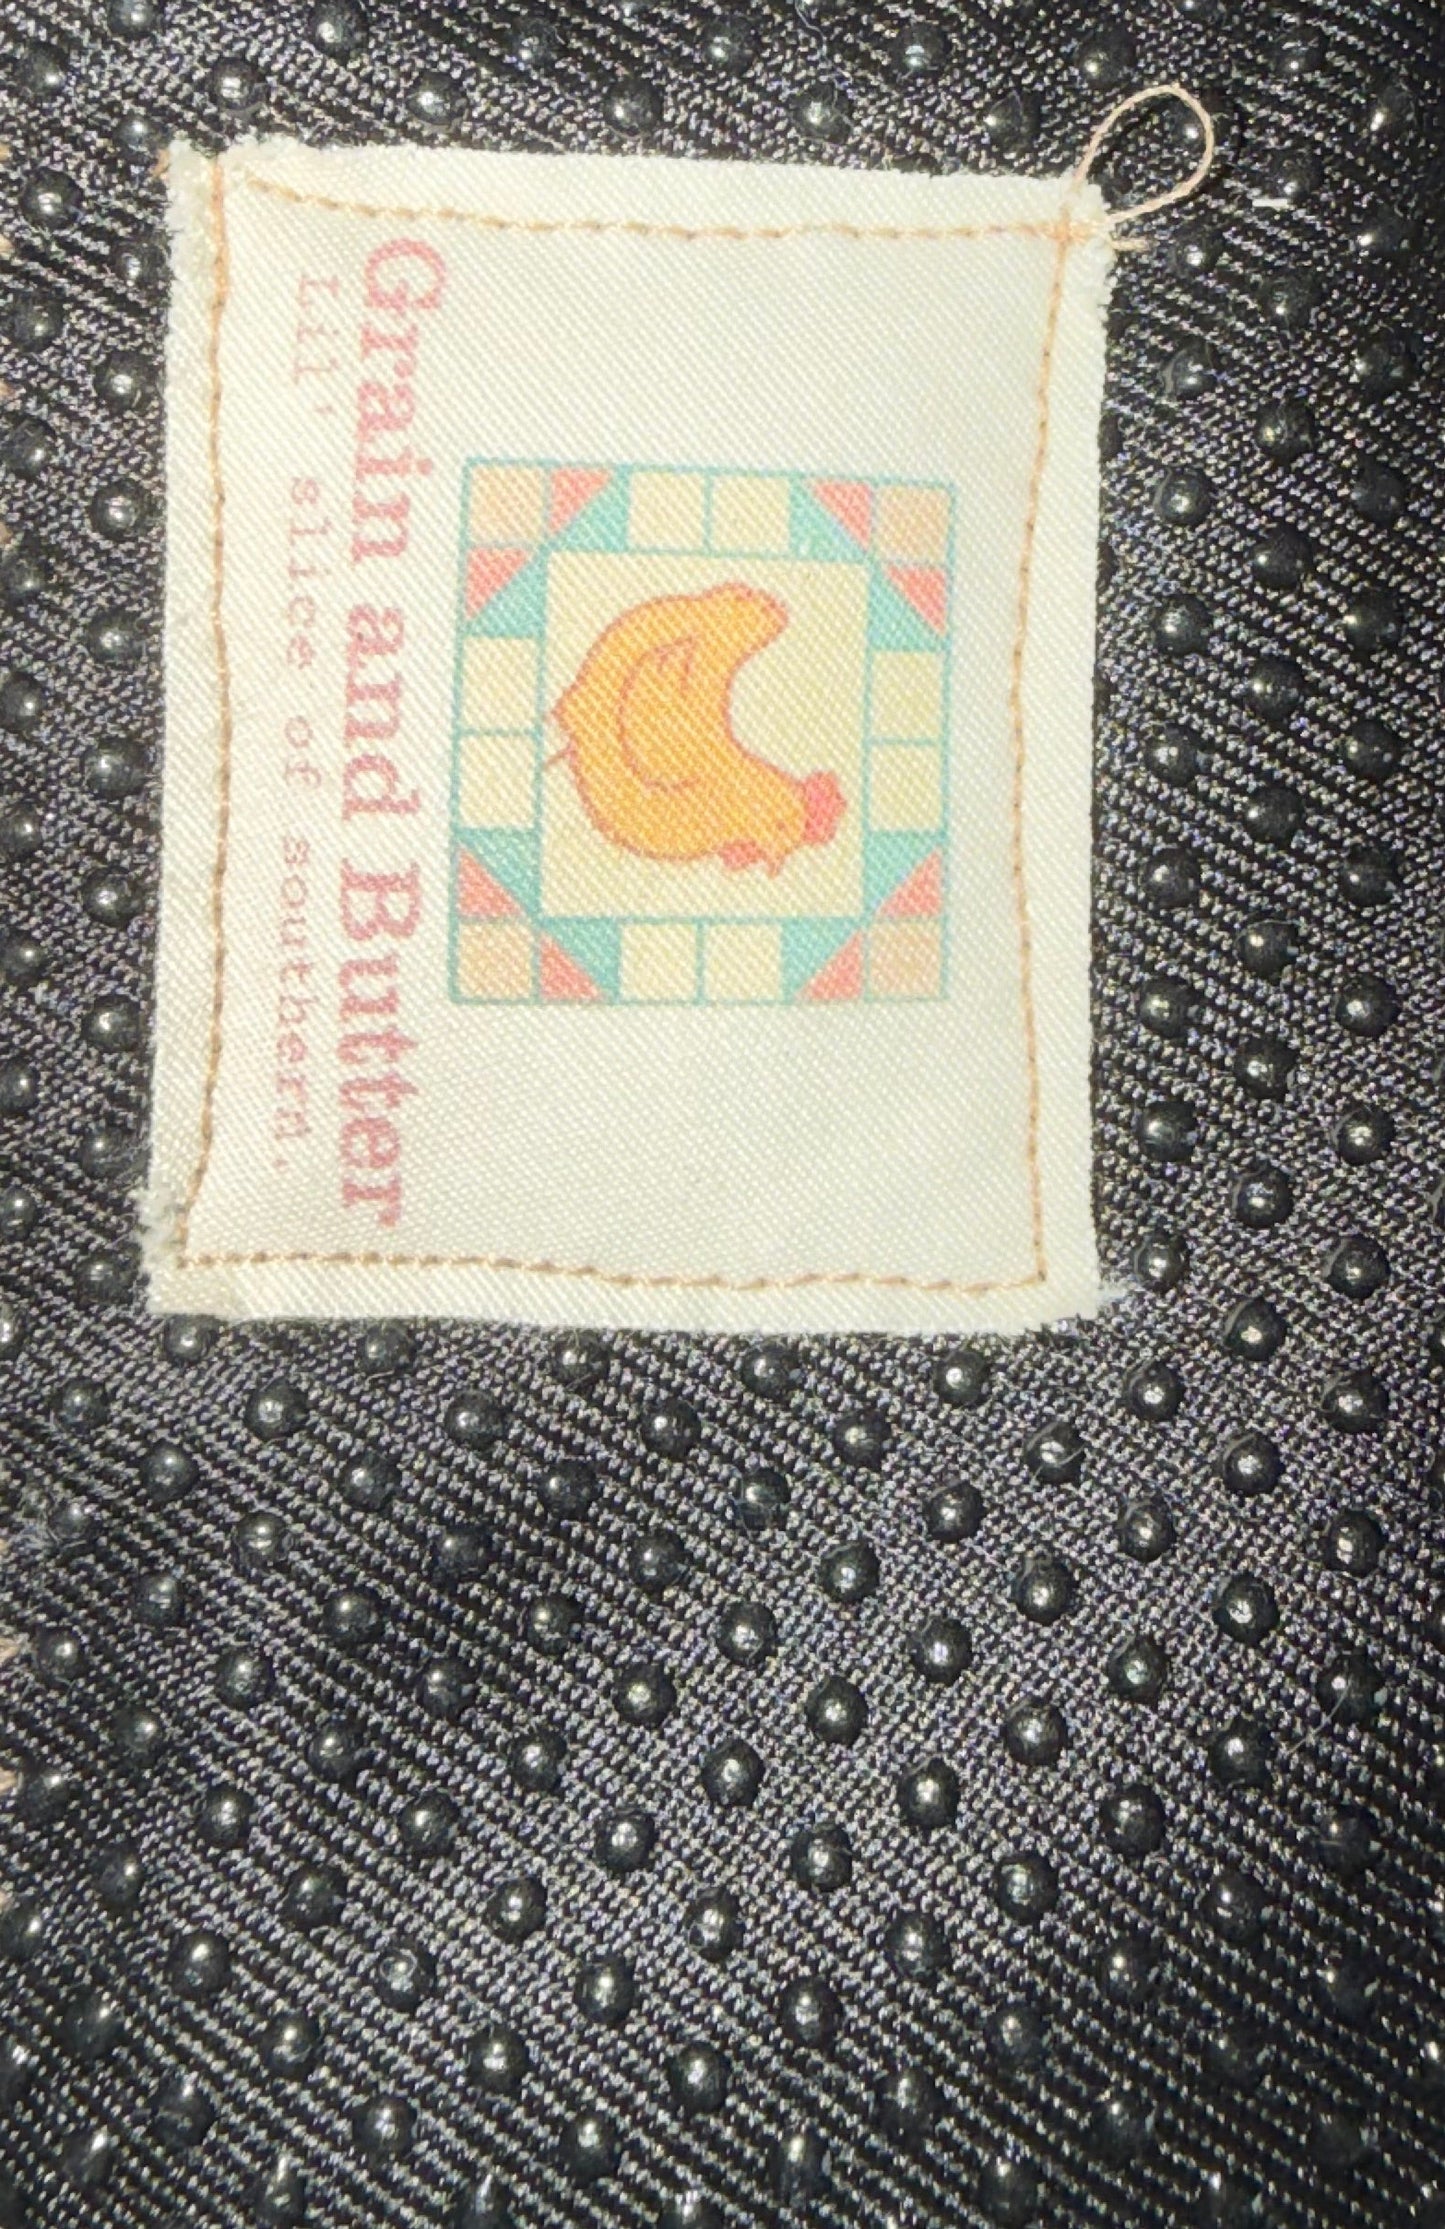 Grain and Butter
Lil' slice of southern.